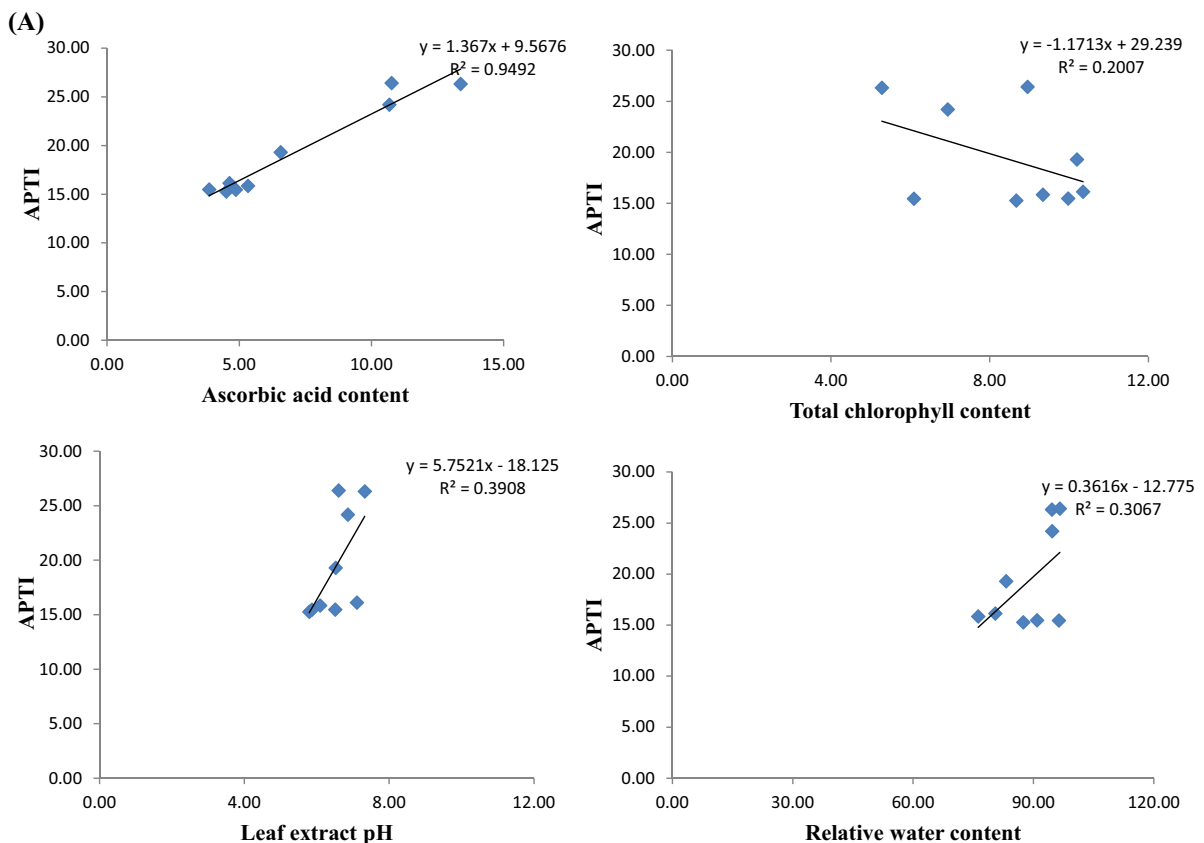 (A)
30.00
25.00
20.00
15.00
10.00
5.00
0.00
APTI
y = 1.367x + 9.5676
R² = 0.9492
0.00 5.00 10.00 15.00
Ascorbic acid content
30.00
25.00
20.00
15.00
10.00
5.00
0.00
APTI
y = -1.1713x + 29.239
R² = 0.2007
0.00 4.00 8.00 12.00
Total chlorophyll content
30.00
25.00
20.00
15.00
10.00
5.00
0.00
APTI
y = 5.7521x - 18.125
R² = 0.3908
0.00 4.00 8.00 12.00
Leaf extract pH
30.00
25.00
20.00
15.00
10.00
5.00
0.00
APTI
y = 0.3616x - 12.775
R² = 0.3067
0.00 30.00 60.00 90.00 120.00
Relative water content